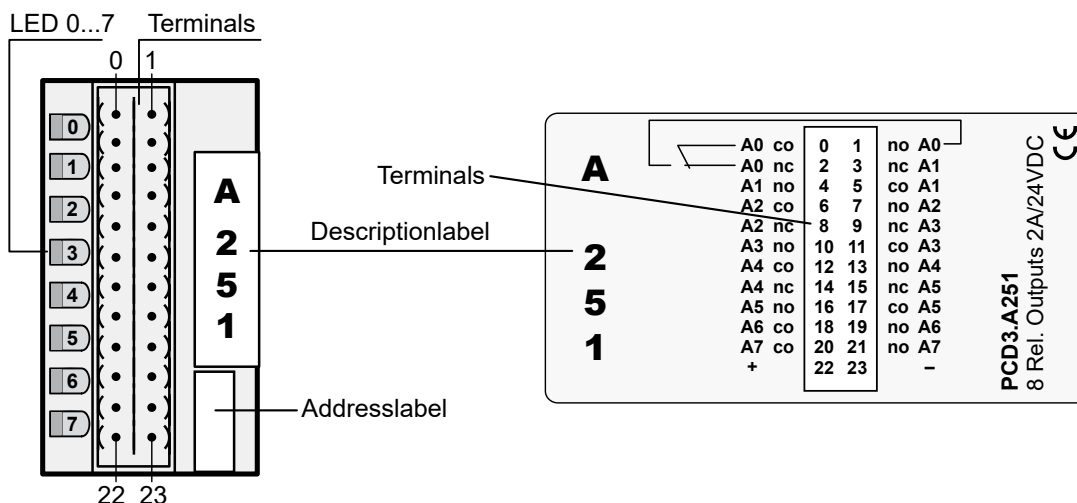 LED 0...7 Terminals
0 1
0
1
2
3
4
5
6
7
A
2
5
1
22 23
Terminals
Descriptionlabel
Addresslabel
A
2
5
1
A0 co 0 1 no A0
A0 nc 2 3 nc A1
A1 no 4 5 co A1
A2 co 6 7 no A2
A2 nc 8 9 nc A3
A3 no 10 11 co A3
A4 co 12 13 no A4
A4 nc 14 15 nc A5
A5 no 16 17 co A5
A6 co 18 19 no A6
A7 co 20 21 no A7
+ 22 23 –
PCD3.A251
8 Rel. Outputs 2A/24VDC
CE